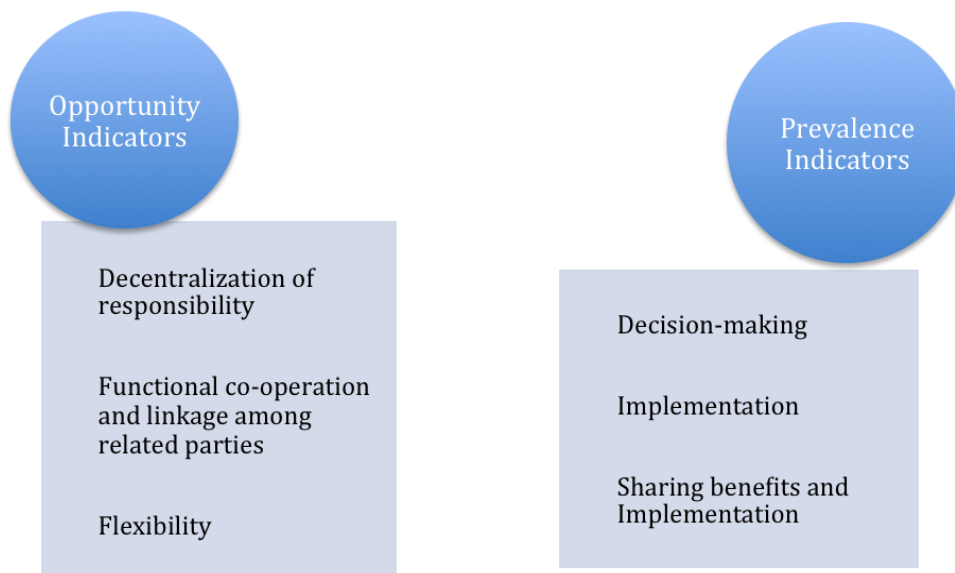 Opportunity
Indicators
Decentralization of
responsibility
Functional co-operation
and linkage among
related parties
Flexibility
Prevalence
Indicators
Decision-making
Implementation
Sharing benefits and
Implementation